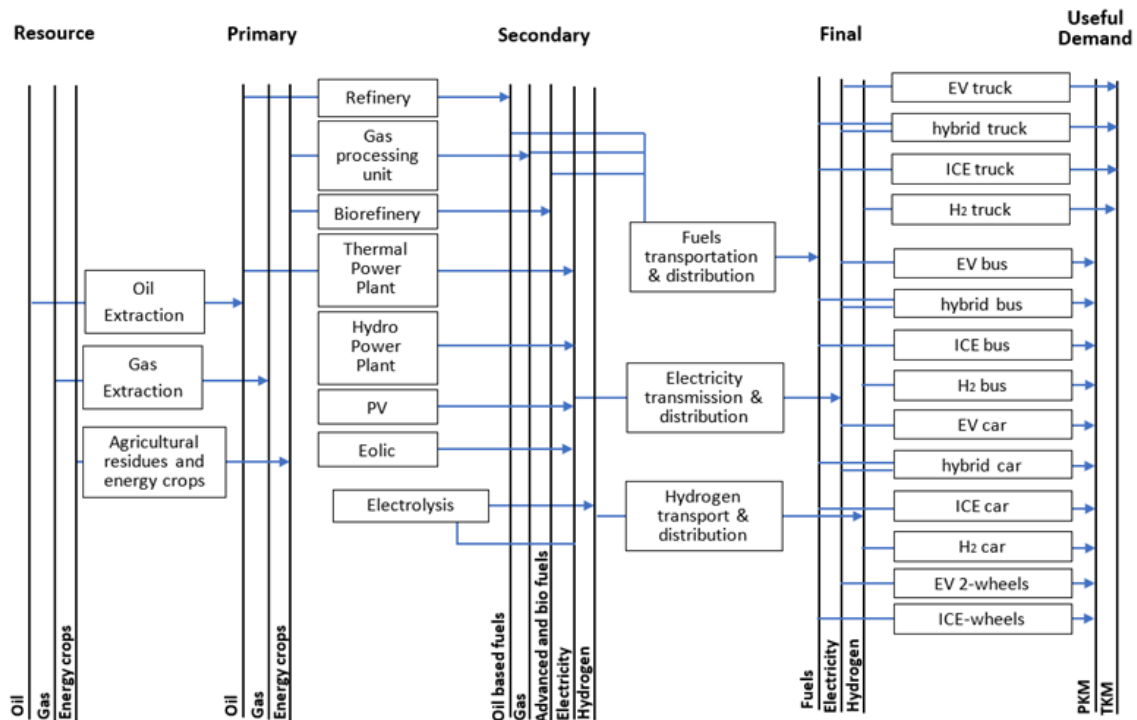 Resource
Primary
Secondary
Final
Useful
Demand
Refinery
Gas
processing
unit
Biorefinery
Thermal
Power
Plant
Hydro
Power
Plant
PV
Eolic
Electrolysis
Oil
Extraction
Gas
Extraction
Agricultural
residues and
energy crops
Fuels
transportation
& distribution
Electricity
transmission &
distribution
Hydrogen
transport &
distribution
EV truck
hybrid truck
ICE truck
H2 truck
EV bus
hybrid bus
ICE bus
H2 bus
EV car
hybrid car
ICE car
H2 car
EV 2-wheels
ICE-wheels
Oil
Gas
Energy crops
Oil
Gas
Energy crops
Oil based fuels
Gas
Advanced and bio fuels
Electricity
Hydrogen
Fuels
Electricity
Hydrogen
PKM
TKM